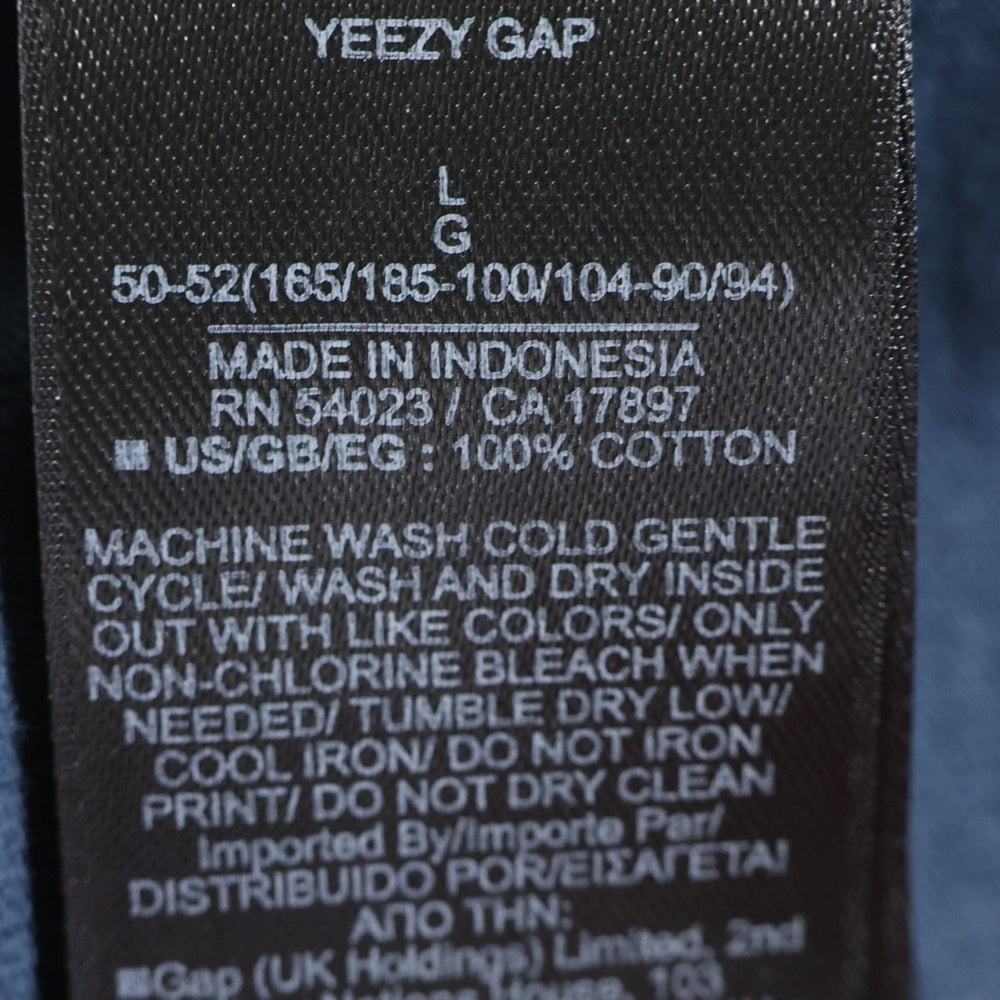 YEEZY GAP
L
G
50-52(165/185-100/104-90/94)
MADE IN INDONESIA
RN 54023 / CA 17897
US/GB/EG : 100% COTTON
MACHINE WASH COLD GENTLE
CYCLE/ WASH AND DRY INSIDE
OUT WITH LIKE COLORS/ ONLY
NON-CHLORINE BLEACH WHEN
NEEDED/ TUMBLE DRY LOW/
COOL IRON/ DO NOT IRON
PRINT/ DO NOT DRY CLEAN
Imported By/Importe Par/
DISTRIBUIDO POR/ΕΙΣΑΓΕΤΑΙ
ΑΠΟ ΤΗΝ:
Gap (UK Holdings) Limited, 2nd
Nations House, 103